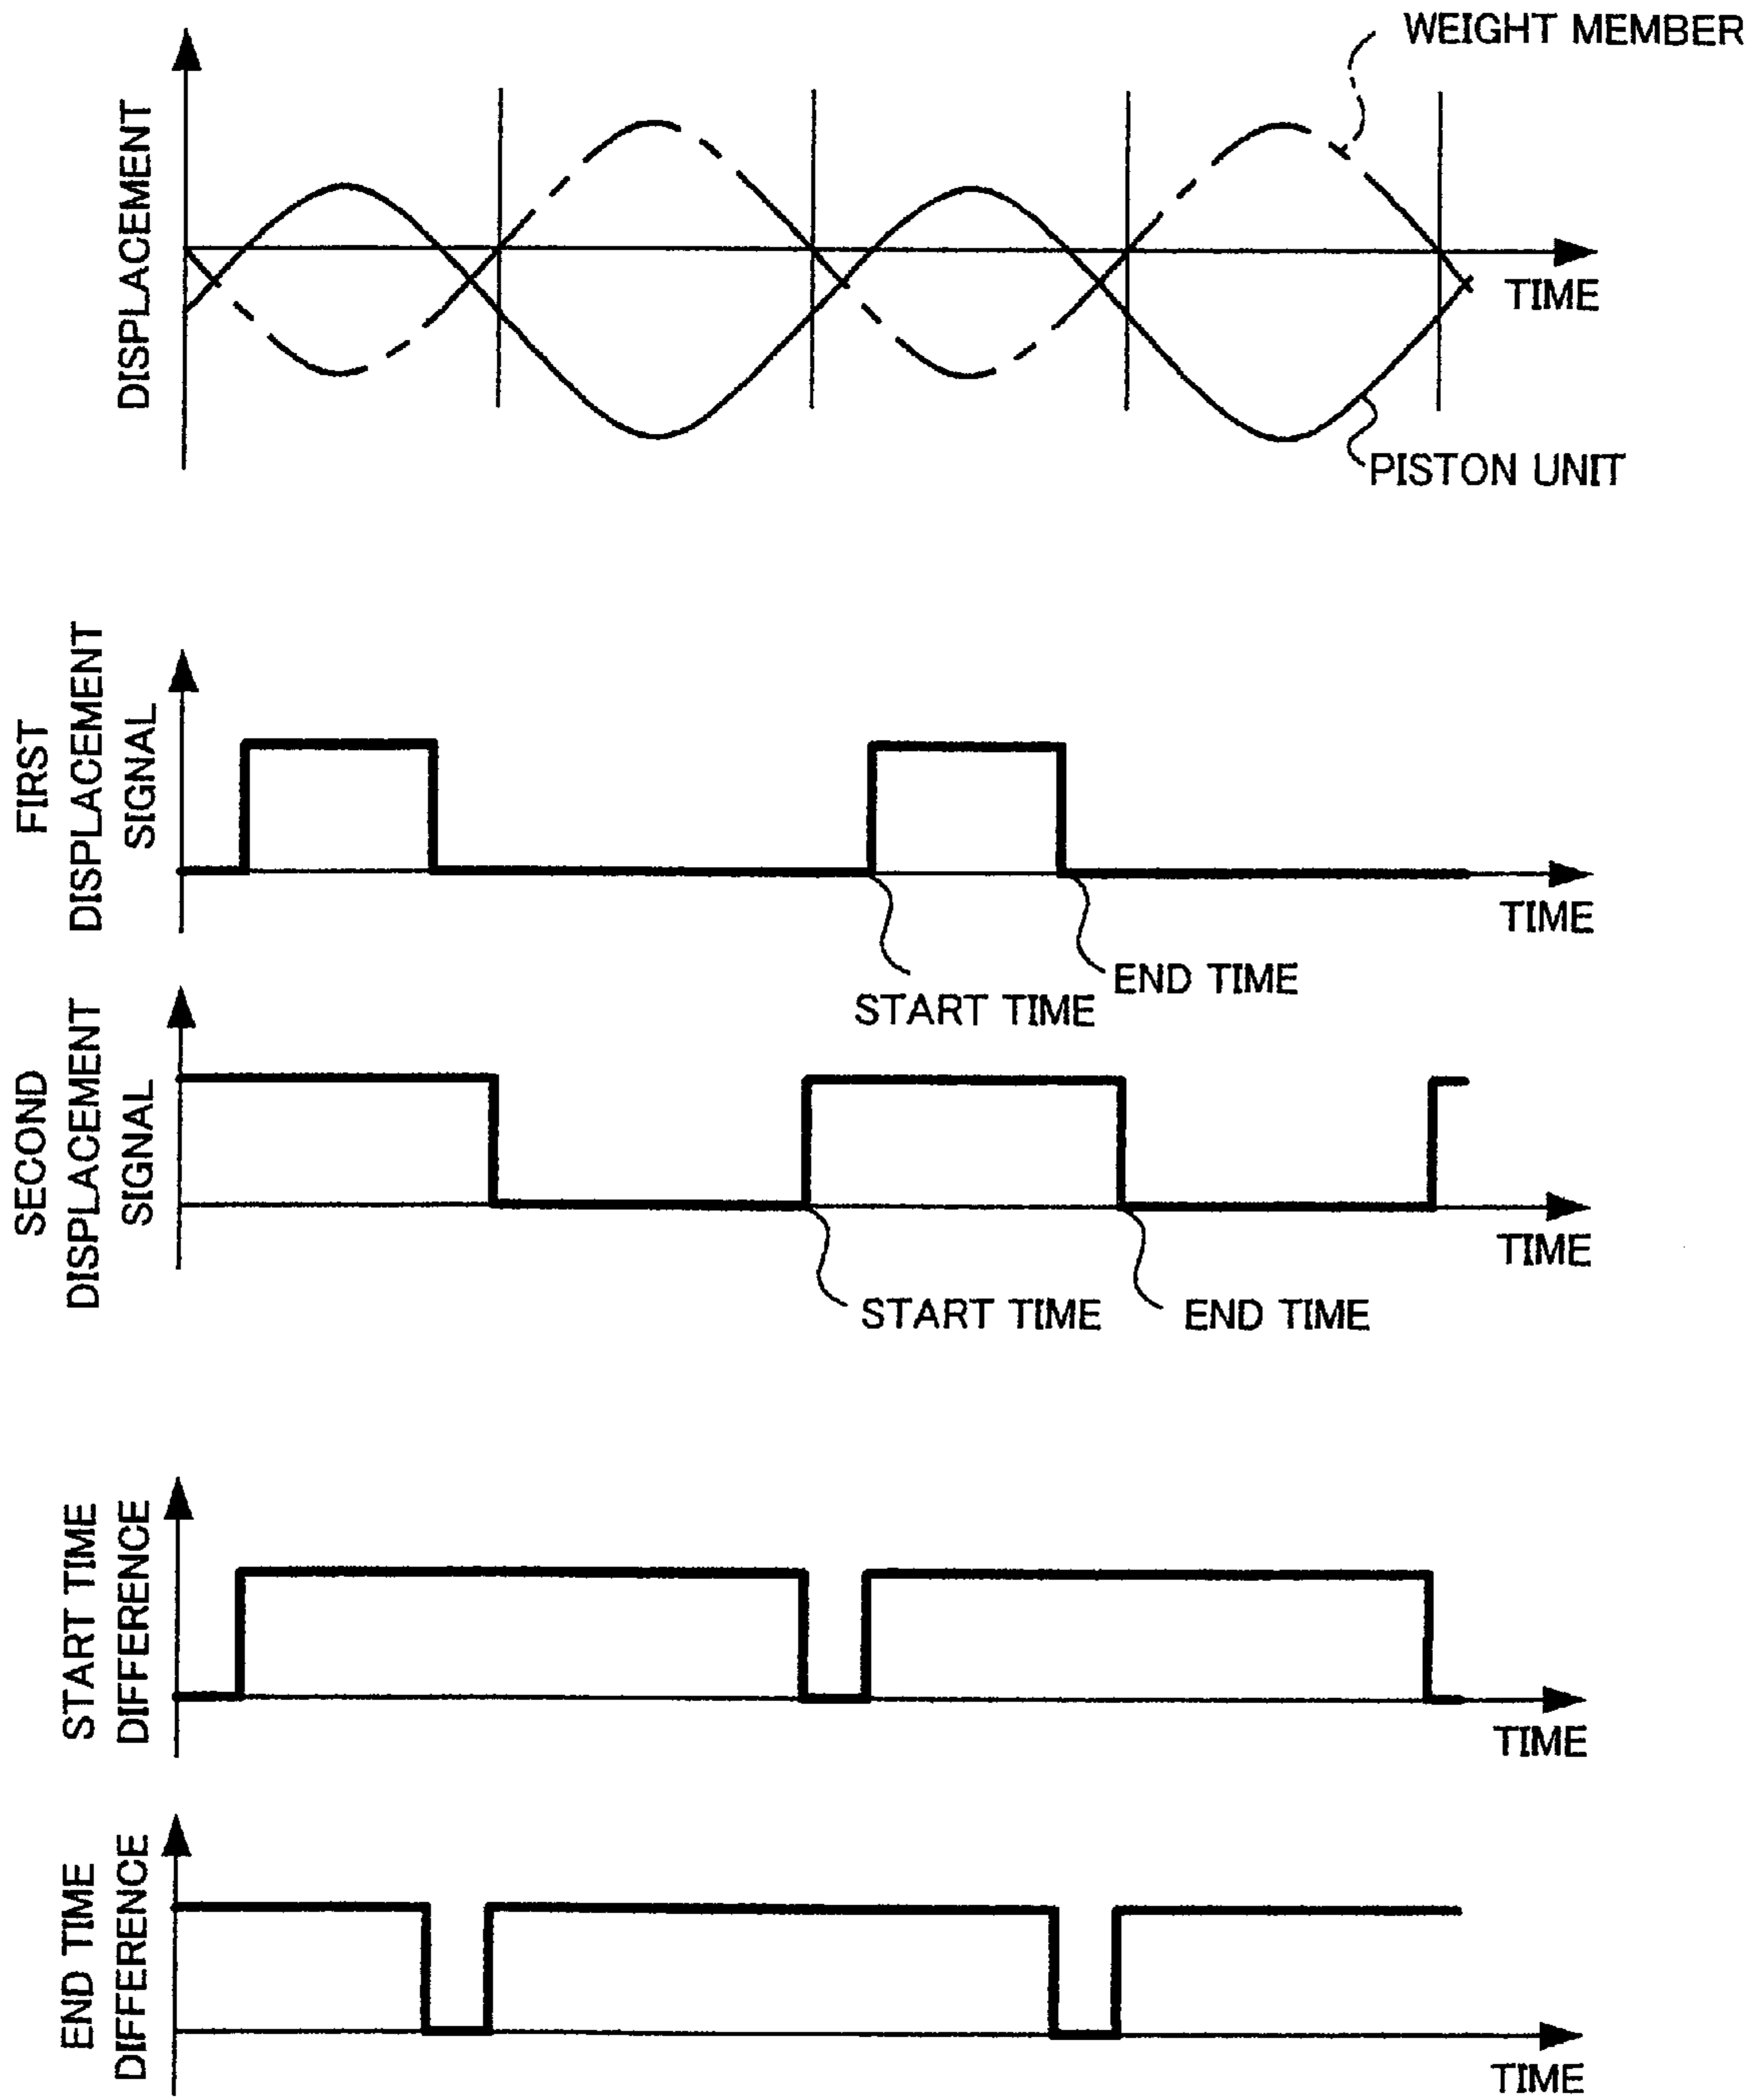 WEIGHT MEMBER
DISPLACEMENT
TIME
PISTON UNIT
FIRST
DISPLACEMENT
SIGNAL
TIME
START TIME
END TIME
SECOND
DISPLACEMENT
SIGNAL
TIME
START TIME
END TIME
START TIME
DIFFERENCE
TIME
END TIME
DIFFERENCE
TIME